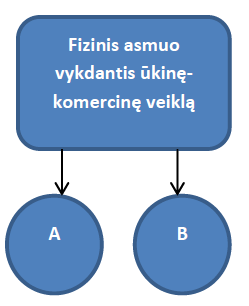 Fizinis asmuo
vykdantis ūkinę-
komercinę veiklą
A
B